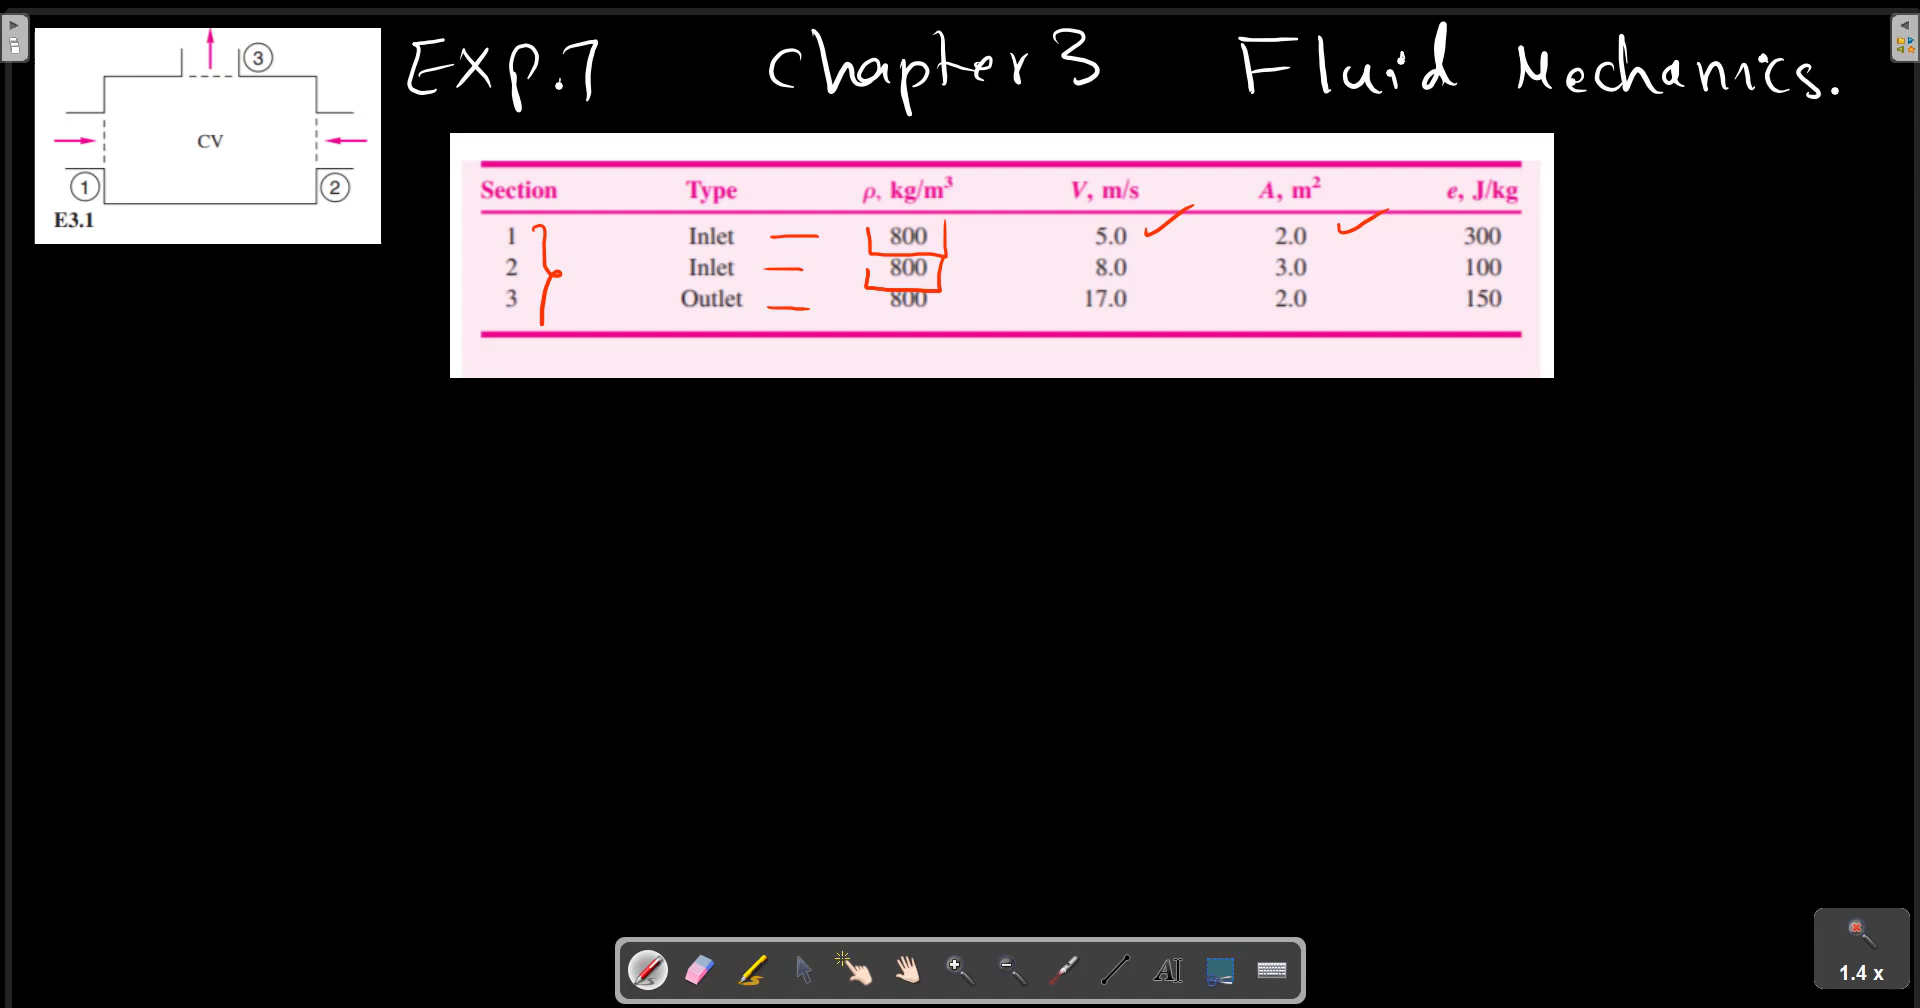 ③
Exp.7 Chapter 3 Fluid Mechanics.
CV
① ②
E3.1
Section Type ρ, kg/m³ V, m/s A, m² e, J/kg
1 Inlet 800 5.0 2.0 300
2 Inlet 800 8.0 3.0 100
3 Outlet 800 17.0 2.0 150
AI
1.4 x